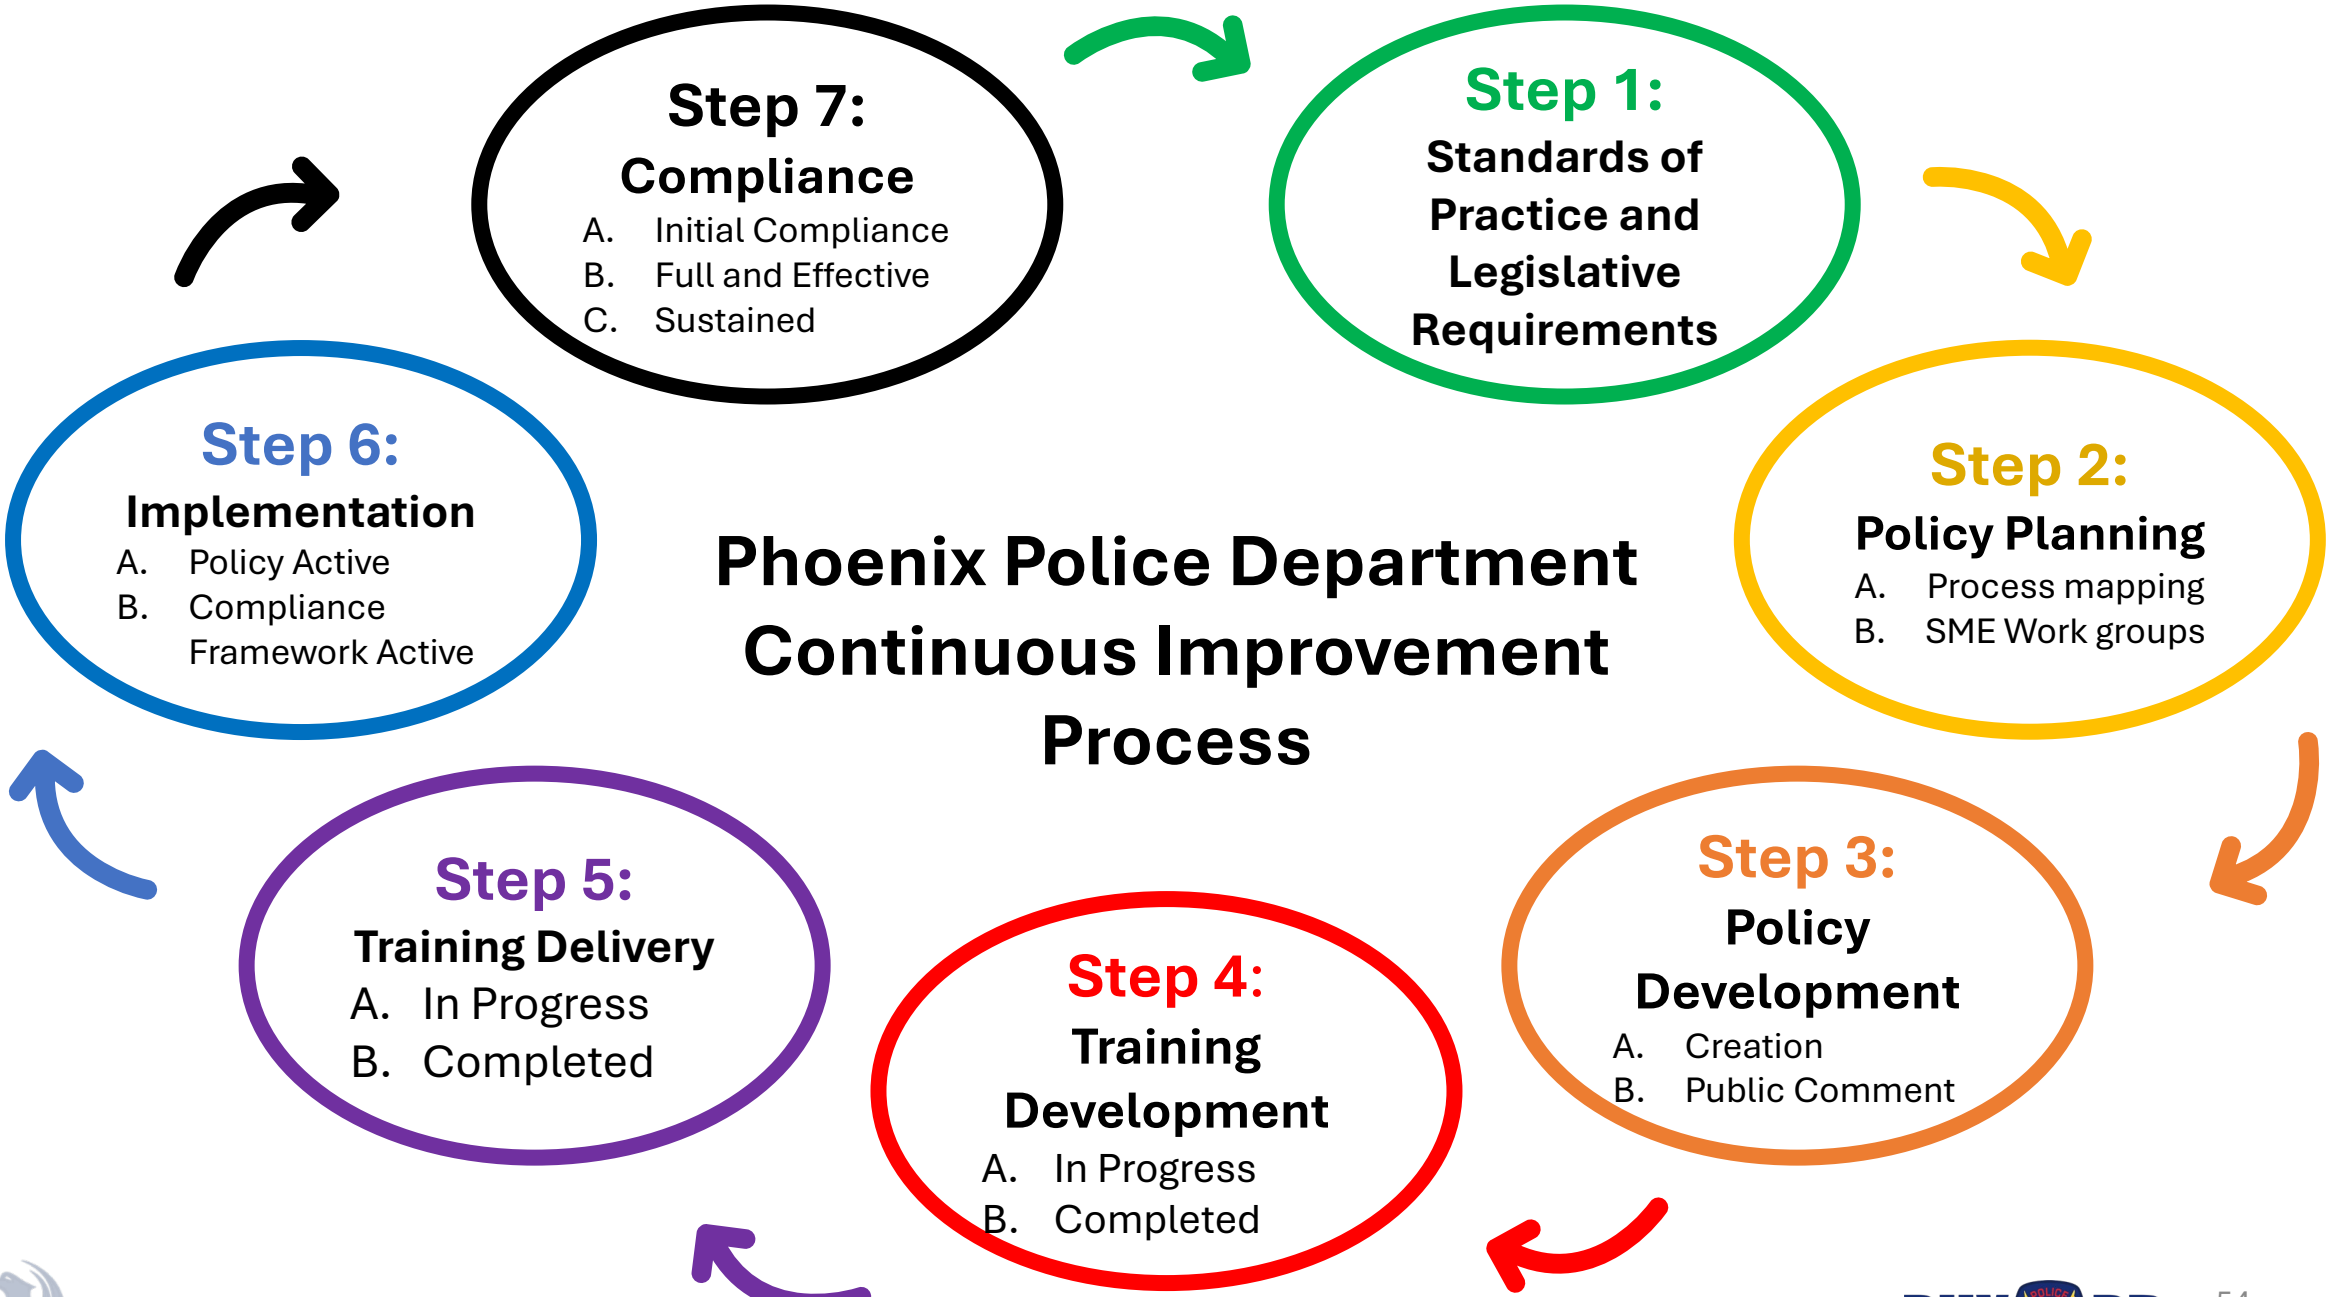 Step 7:
Compliance
A. Initial Compliance
B. Full and Effective
C. Sustained
Step 1:
Standards of
Practice and
Legislative
Requirements
Step 2:
Policy Planning
A. Process mapping
B. SME Work groups
Step 3:
Policy
Development
A. Creation
B. Public Comment
Step 4:
Training
Development
A. In Progress
B. Completed
Step 5:
Training Delivery
A. In Progress
B. Completed
Step 6:
Implementation
A. Policy Active
B. Compliance
Framework Active
Phoenix Police Department
Continuous Improvement
Process
POLICE